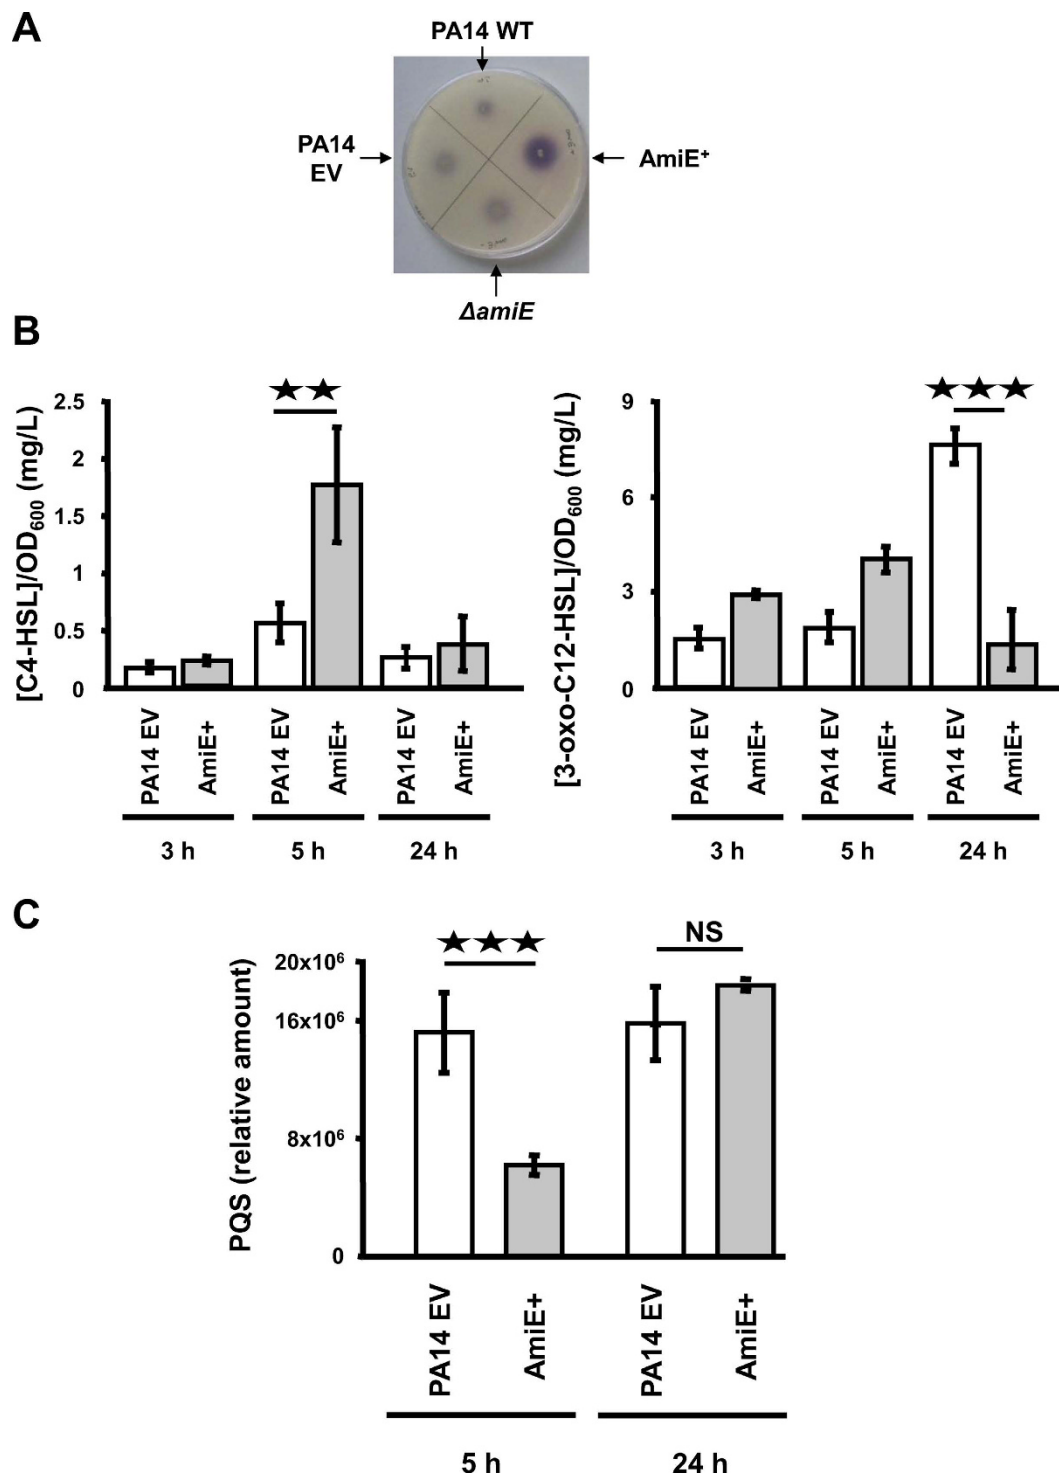 A
PA14 WT
PA14
EV
AmiE⁺
ΔamiE
B
[C4-HSL]/OD₆₀₀ (mg/L)
2.5
2
1.5
1
0.5
0
★★
PA14 EV
AmiE+
PA14 EV
AmiE+
PA14 EV
AmiE+
3 h
5 h
24 h
[3-oxo-C12-HSL]/OD₆₀₀ (mg/L)
9
6
3
0
★★★
PA14 EV
AmiE+
PA14 EV
AmiE+
PA14 EV
AmiE+
3 h
5 h
24 h
C
PQS (relative amount)
20x10⁶
16x10⁶
8x10⁶
0
★★★
NS
PA14 EV
AmiE+
PA14 EV
AmiE+
5 h
24 h